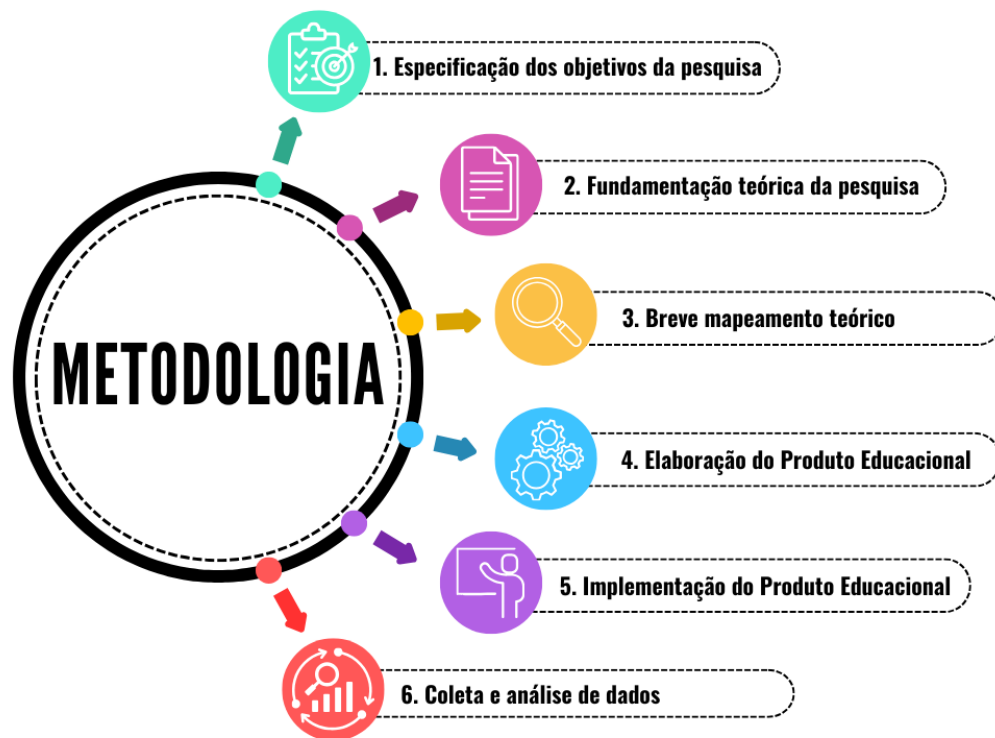 1. Especificação dos objetivos da pesquisa
2. Fundamentação teórica da pesquisa
3. Breve mapeamento teórico
METODOLOGIA
4. Elaboração do Produto Educacional
5. Implementação do Produto Educacional
6. Coleta e análise de dados